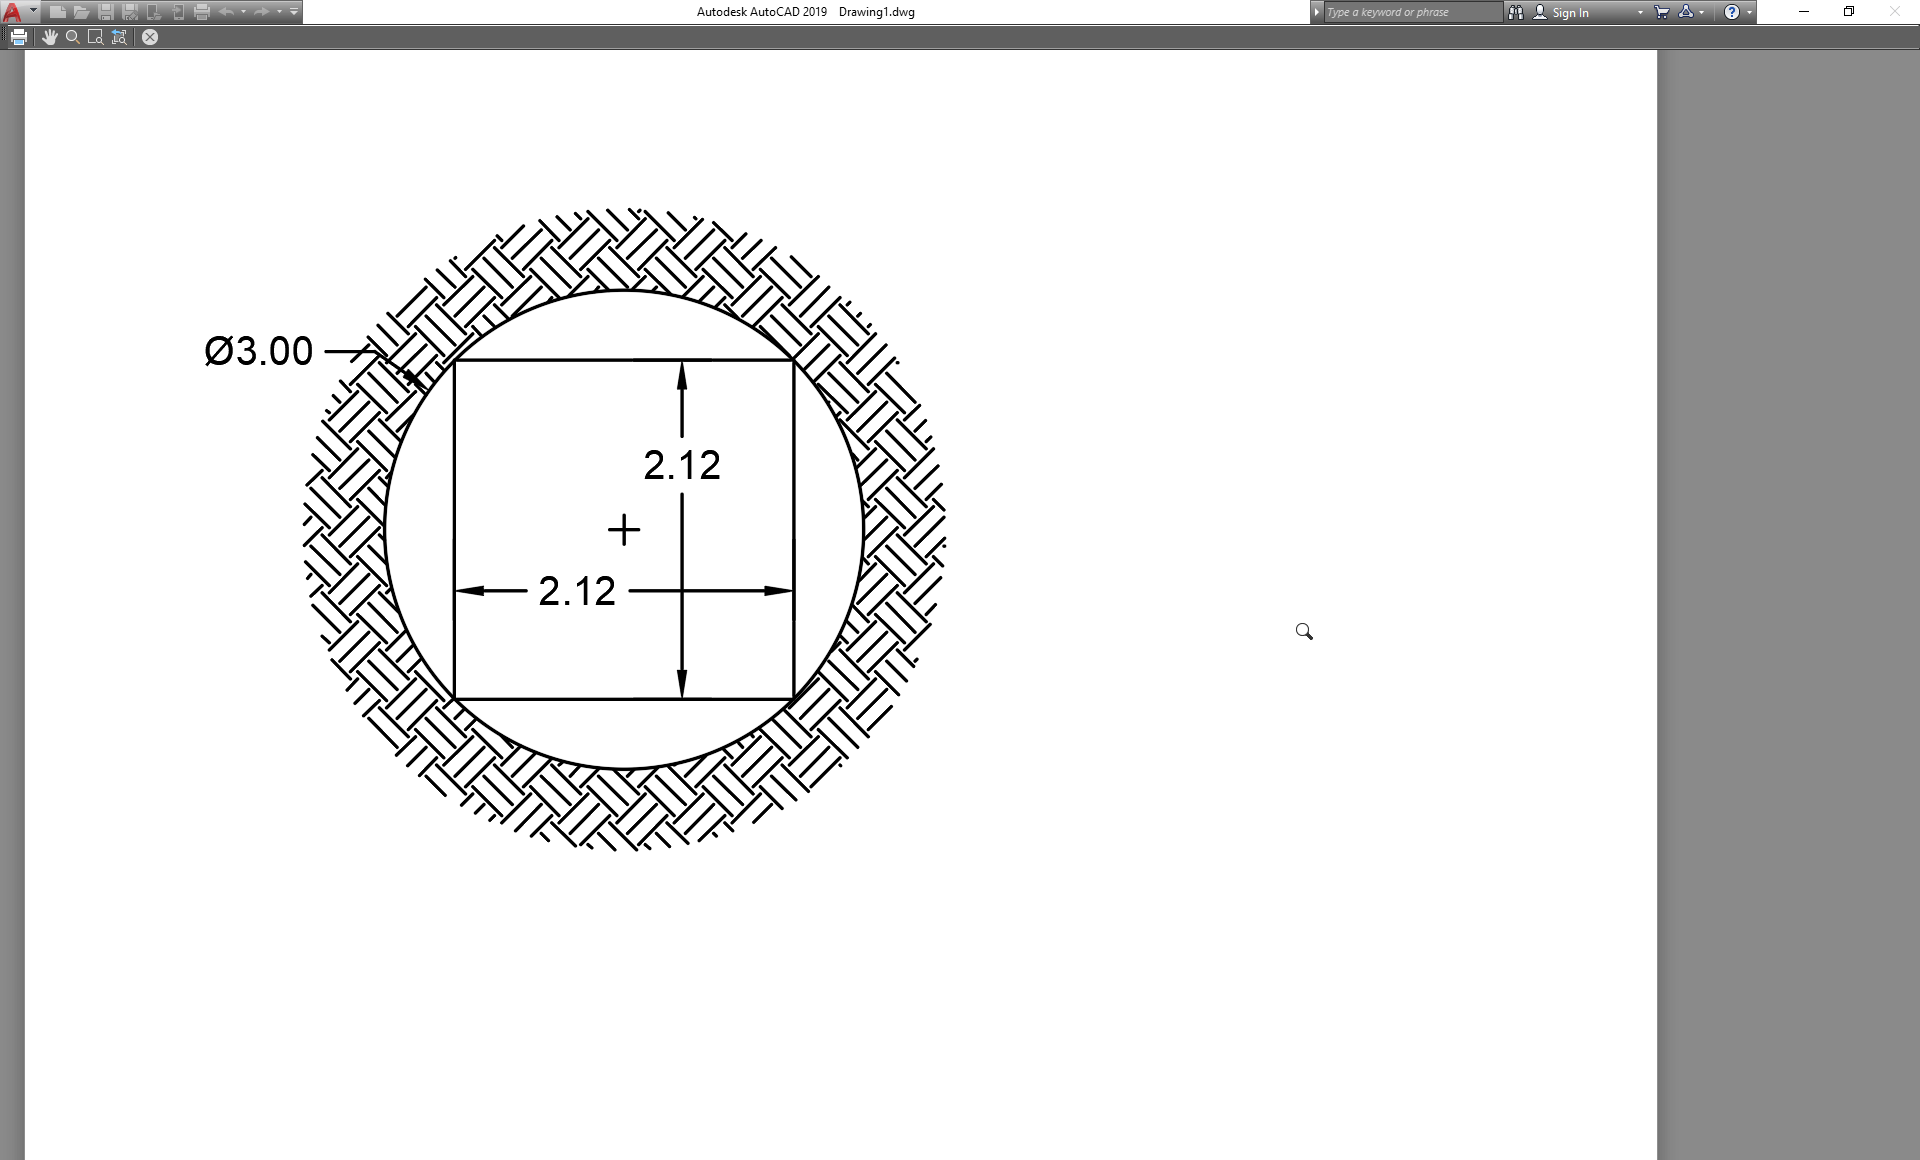 Autodesk AutoCAD 2019 Drawing1.dwg
Type a keyword or phrase
Sign In
Ø3.00
2.12
2.12